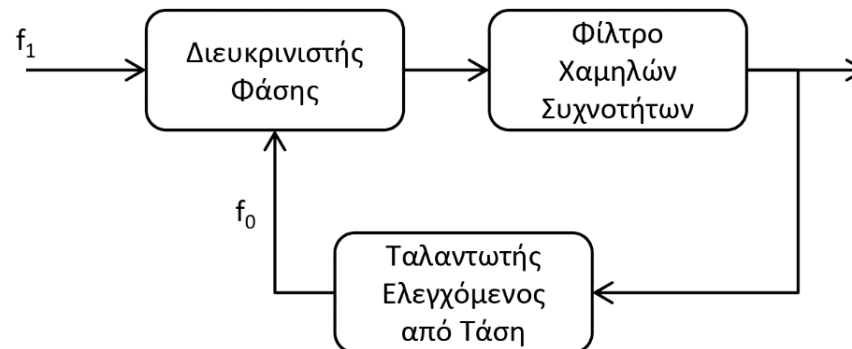 f₁
Διευκρινιστής
Φάσης
Φίλτρο
Χαμηλών
Συχνοτήτων
f₀
Ταλαντωτής
Ελεγχόμενος
από Τάση